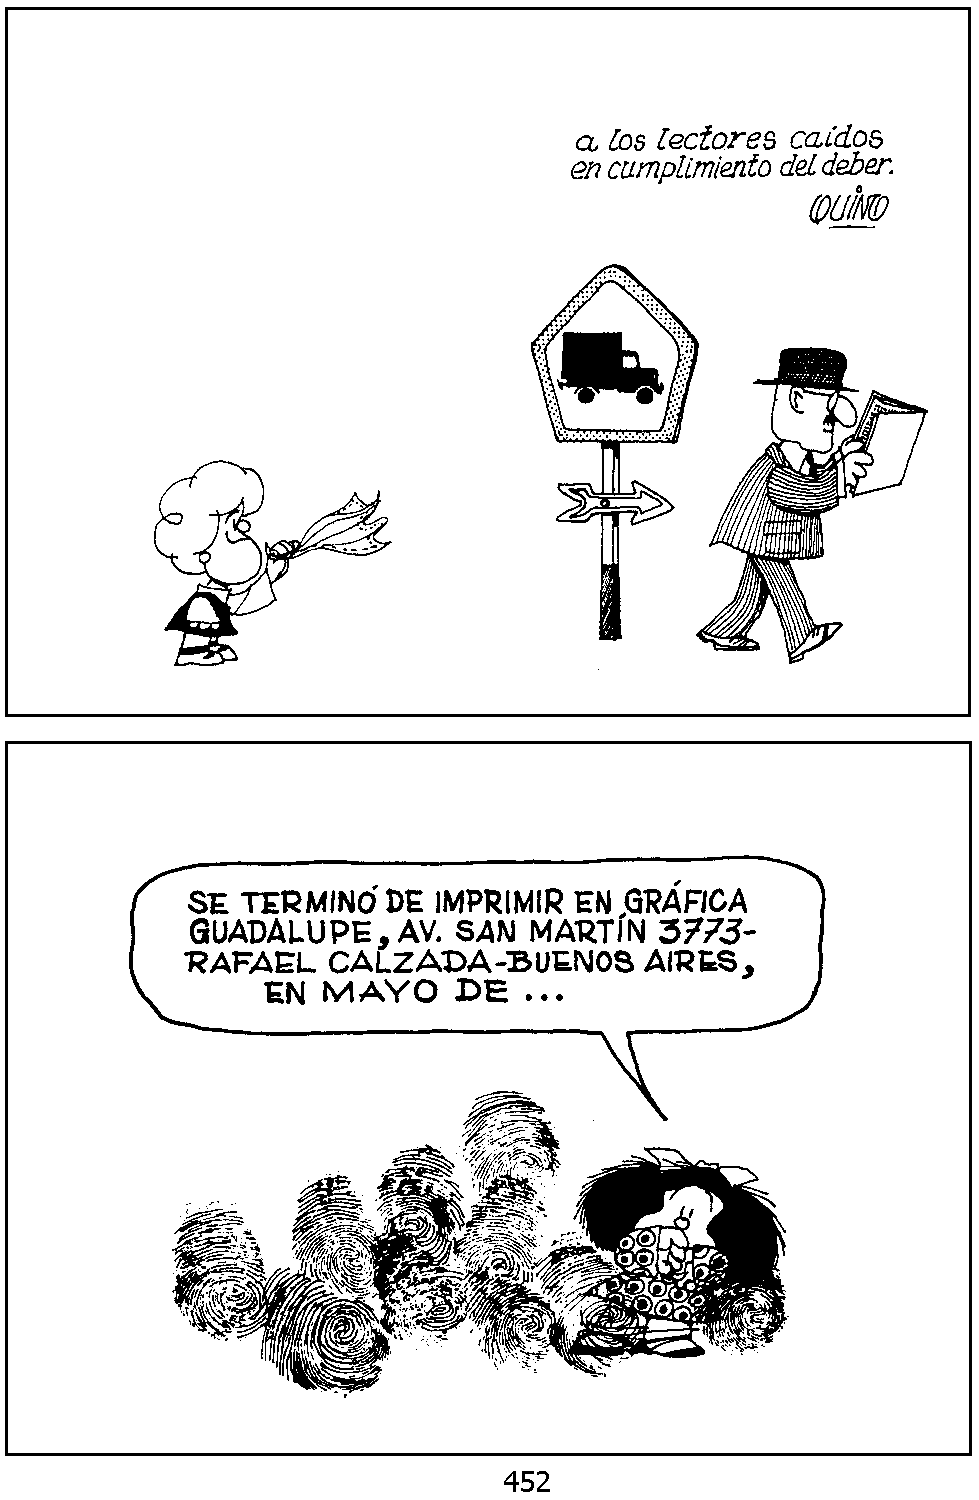 a los lectores caídos
en cumplimiento del deber.
QUINO
SE TERMINÓ DE IMPRIMIR EN GRÁFICA
GUADALUPE, AV. SAN MARTÍN 3773-
RAFAEL CALZADA-BUENOS AIRES,
EN MAYO DE ...
452